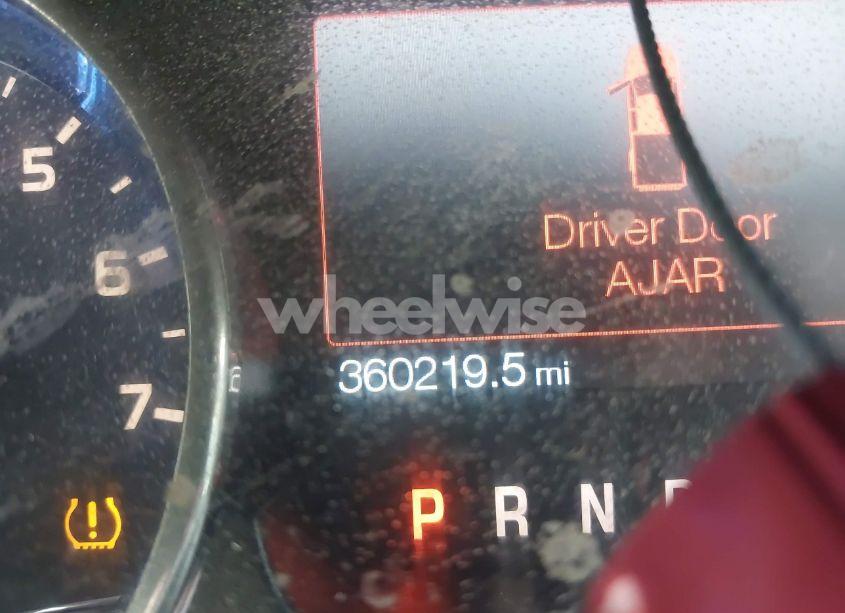 5
6
7
Driver Door
AJAR
wheelwise
360219.5 mi
P R N